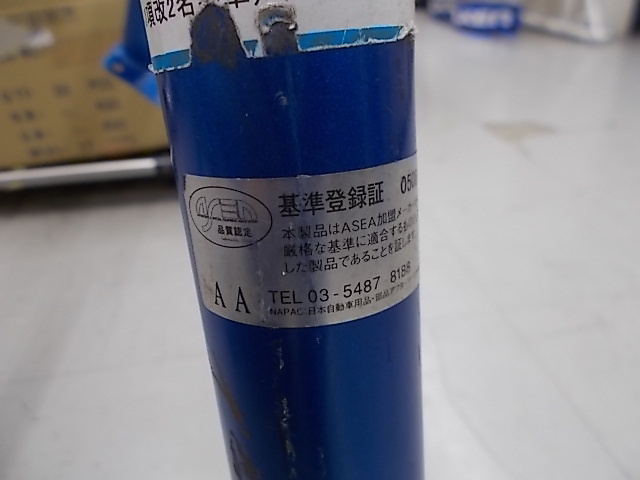 ASEA
品質認定
基準登録証 050
本製品はASEA加盟メーカー
厳格な基準に適合する
した製品であることを証しま
AA
TEL 03-5487 8188
NAPAC 日本自動車用品・部品アフター